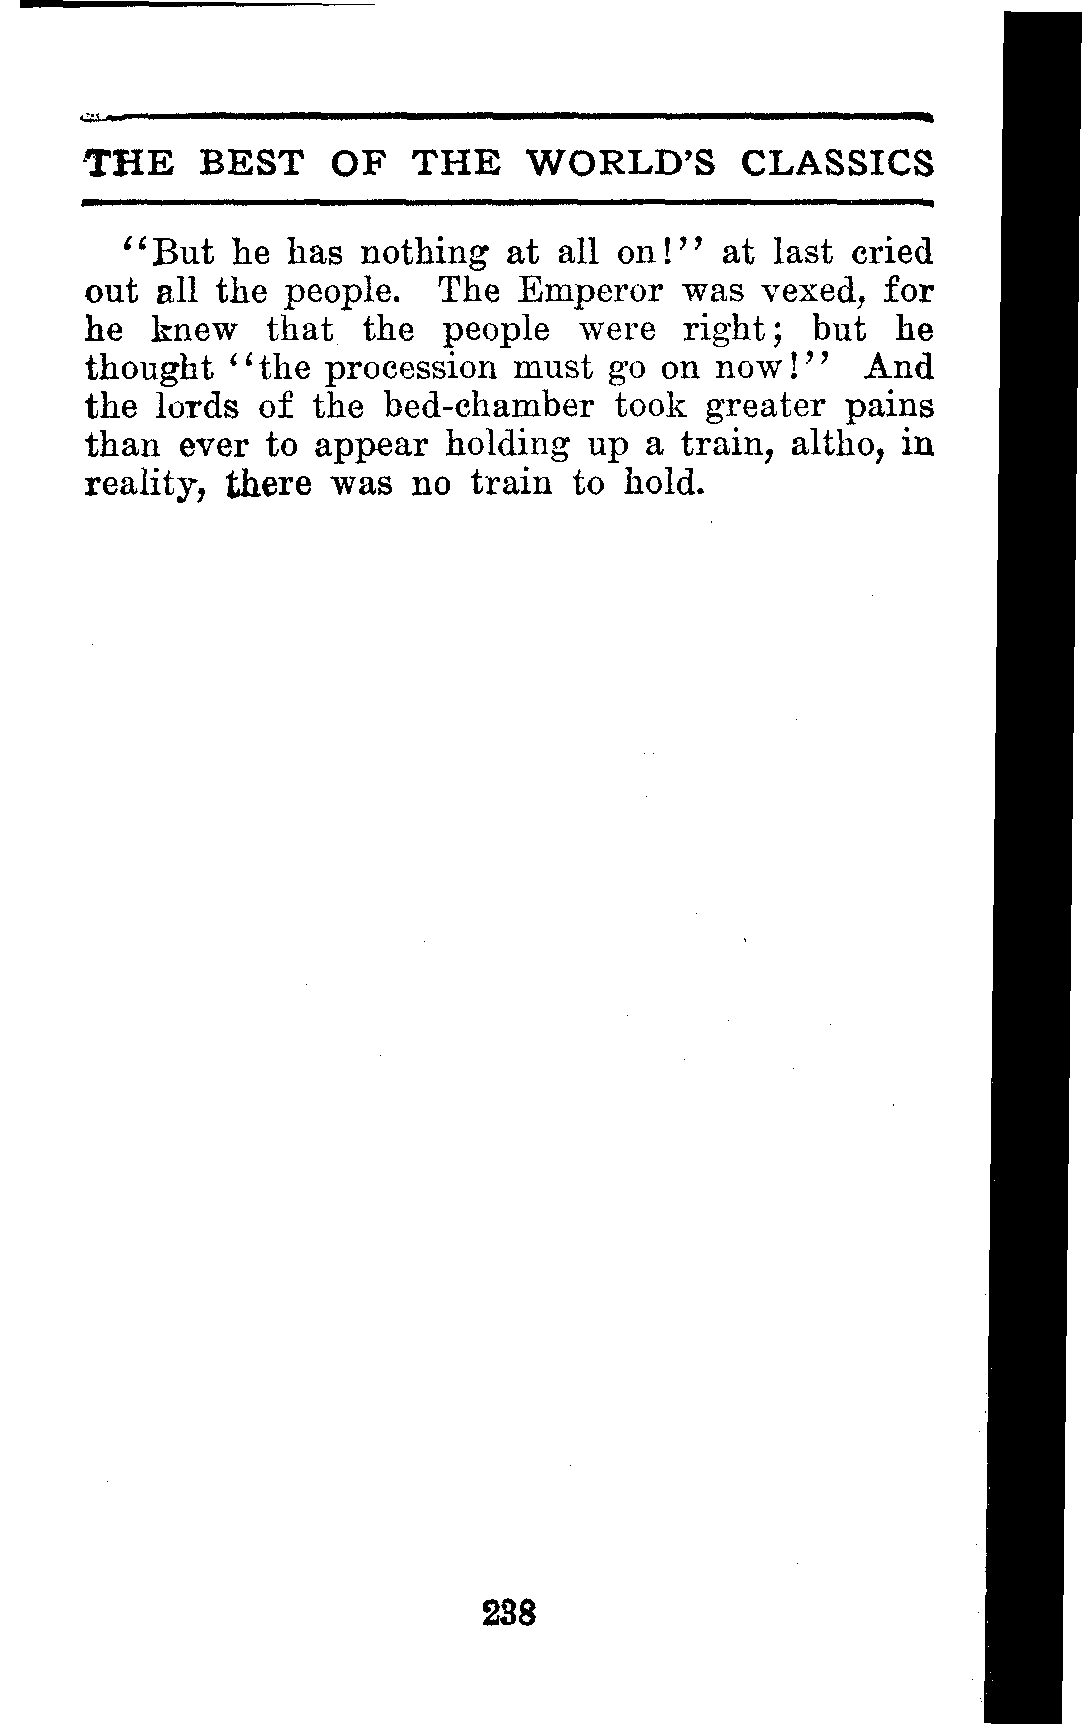 THE BEST OF THE WORLD'S CLASSICS
"But he has nothing at all on!" at last cried
out all the people. The Emperor was vexed, for
he knew that the people were right; but he
thought "the procession must go on now!" And
the lords of the bed-chamber took greater pains
than ever to appear holding up a train, altho, in
reality, there was no train to hold.
238